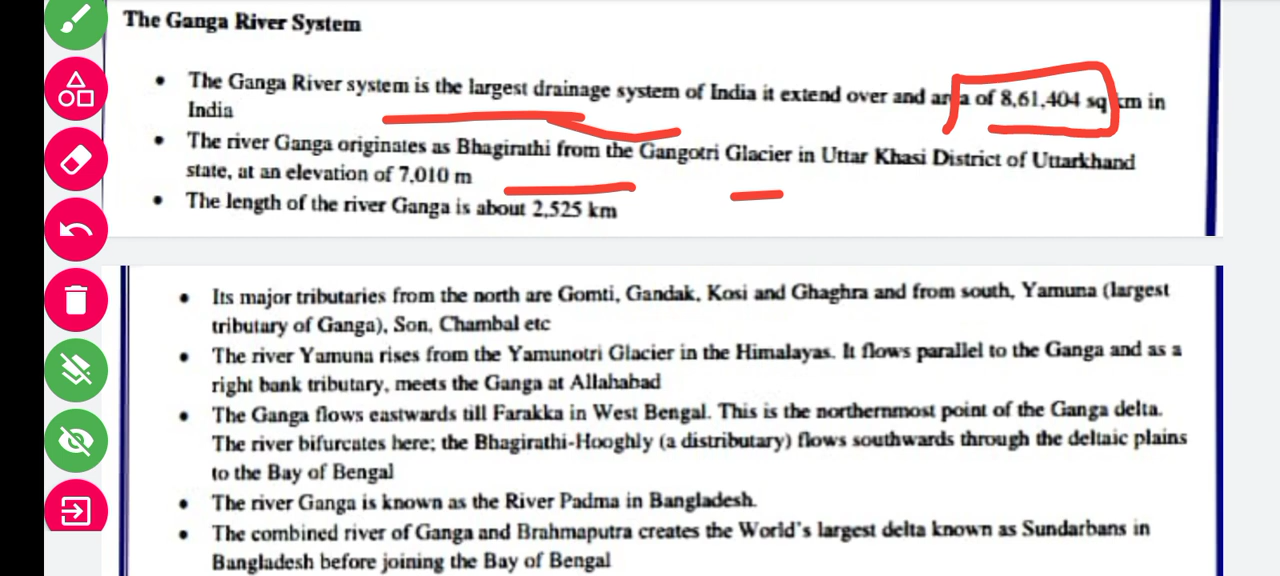 The Ganga River System
• The Ganga River system is the largest drainage system of India it extend over and area of 8,61,404 sq km in
India
• The river Ganga originates as Bhagirathi from the Gangotri Glacier in Uttar Khasi District of Uttarkhand
state, at an elevation of 7,010 m
• The length of the river Ganga is about 2,525 km
• Its major tributaries from the north are Gomti, Gandak, Kosi and Ghaghra and from south, Yamuna (largest
tributary of Ganga), Son, Chambal etc
• The river Yamuna rises from the Yamunotri Glacier in the Himalayas. It flows parallel to the Ganga and as a
right bank tributary, meets the Ganga at Allahabad
• The Ganga flows eastwards till Farakka in West Bengal. This is the northernmost point of the Ganga delta.
The river bifurcates here; the Bhagirathi-Hooghly (a distributary) flows southwards through the deltaic plains
to the Bay of Bengal
• The river Ganga is known as the River Padma in Bangladesh.
• The combined river of Ganga and Brahmaputra creates the World's largest delta known as Sundarbans in
Bangladesh before joining the Bay of Bengal